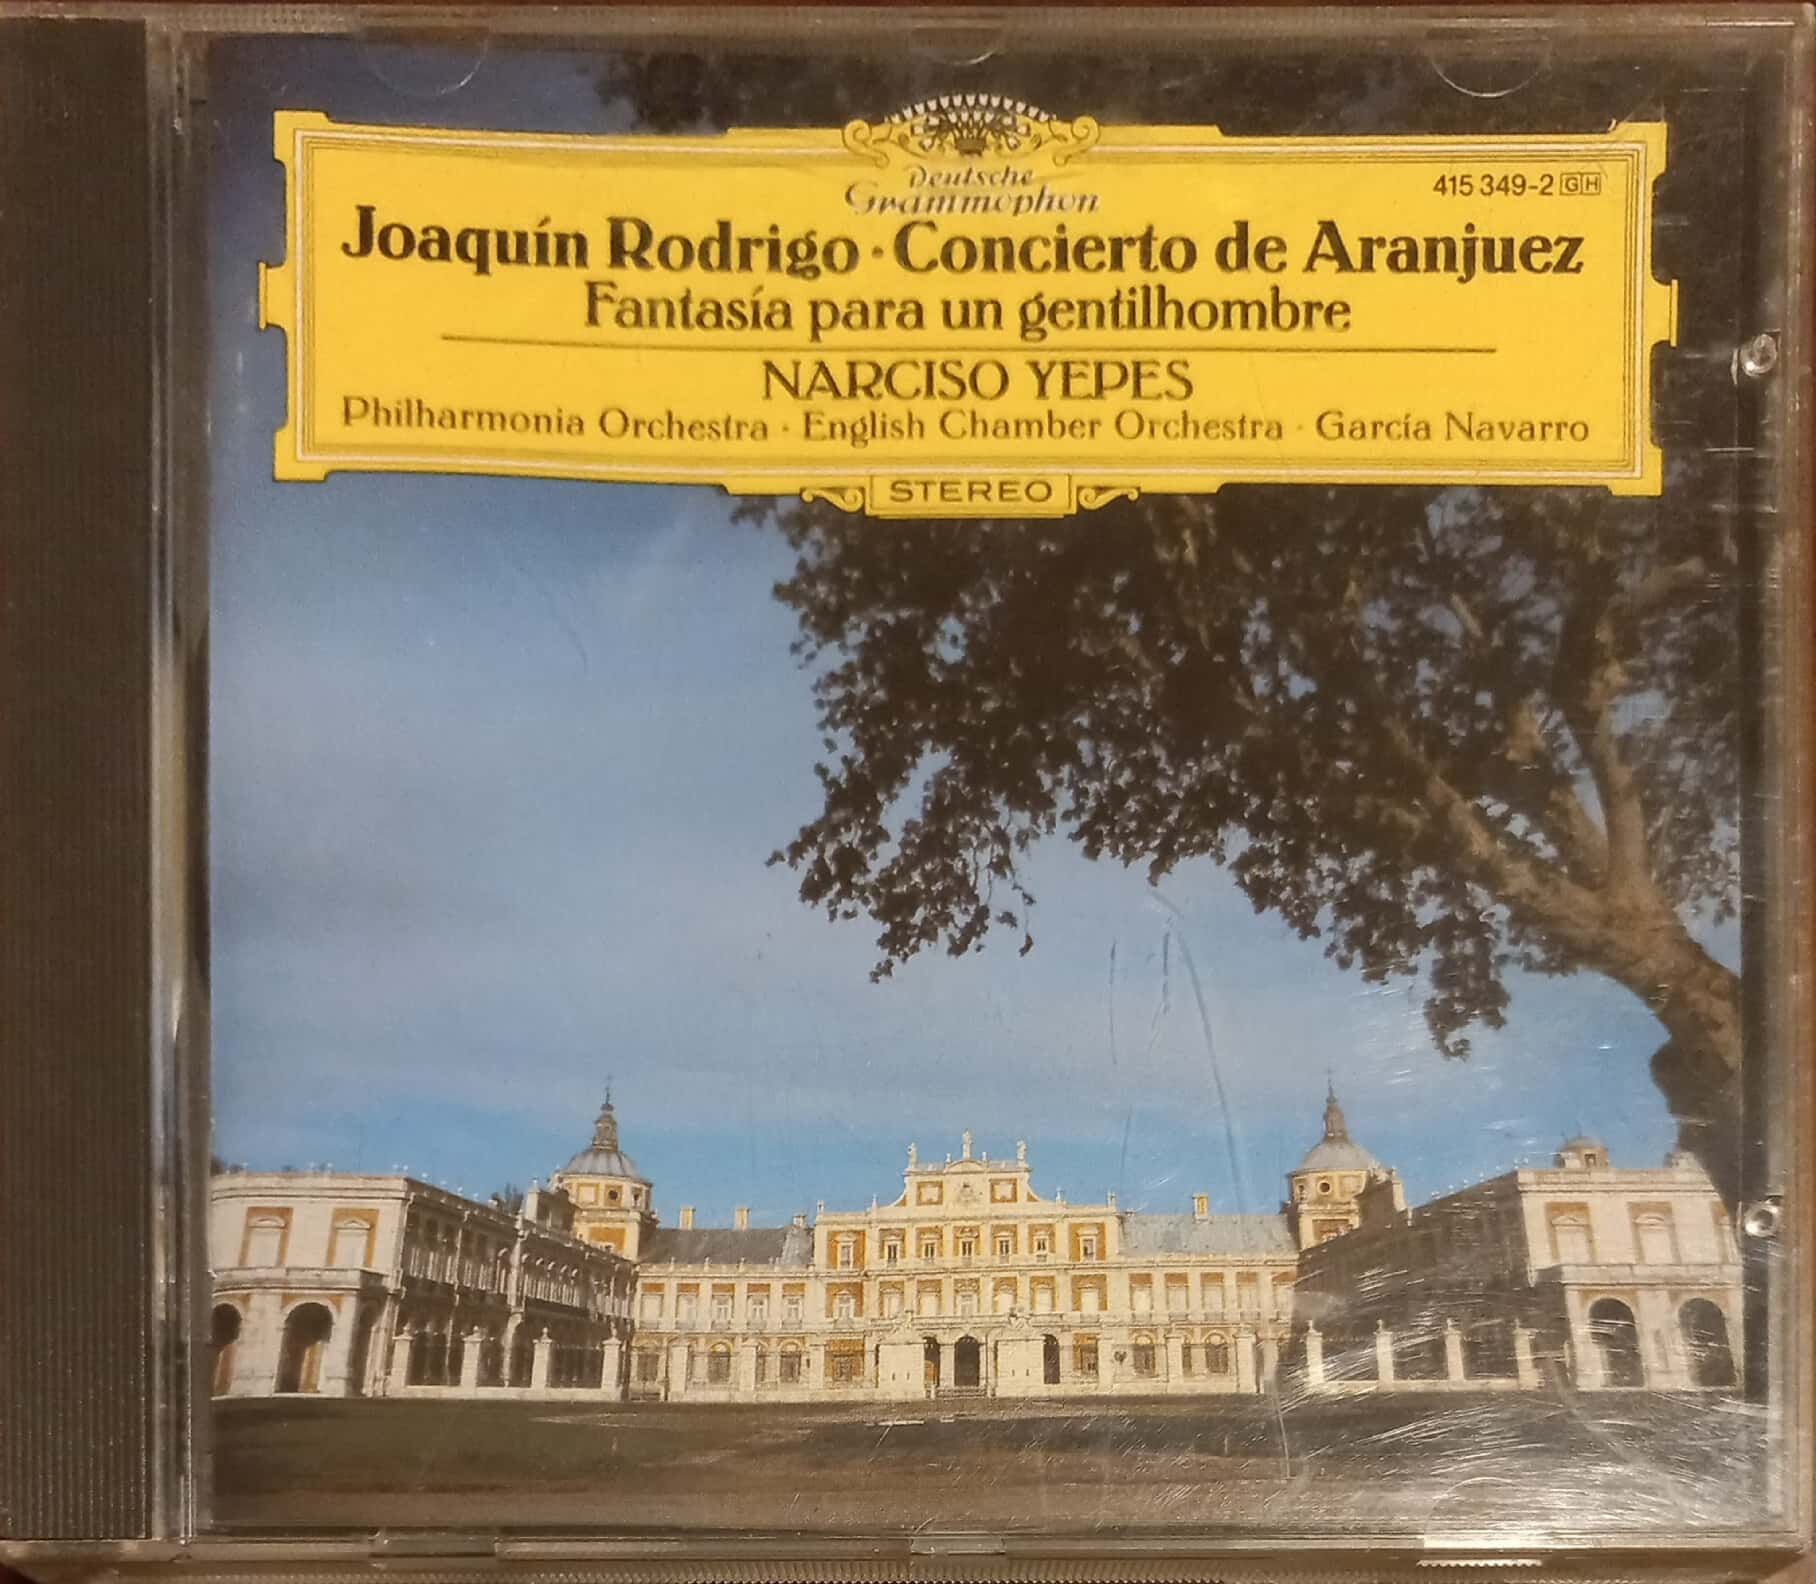 Deutsche
Grammophon
415 349-2 GH
Joaquín Rodrigo · Concierto de Aranjuez
Fantasía para un gentilhombre
NARCISO YEPES
Philharmonia Orchestra · English Chamber Orchestra · García Navarro
STEREO